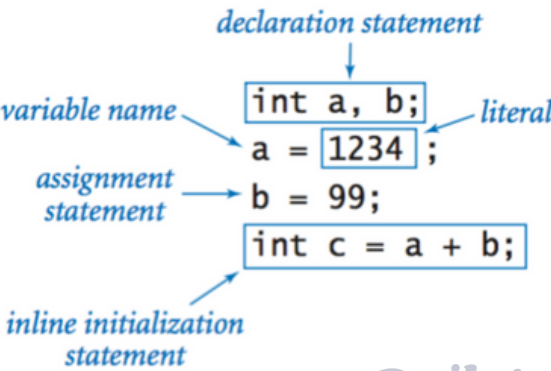 declaration statement
int a, b;
variable name
literal
a = 1234 ;
assignment
statement
b = 99;
int c = a + b;
inline initialization
statement